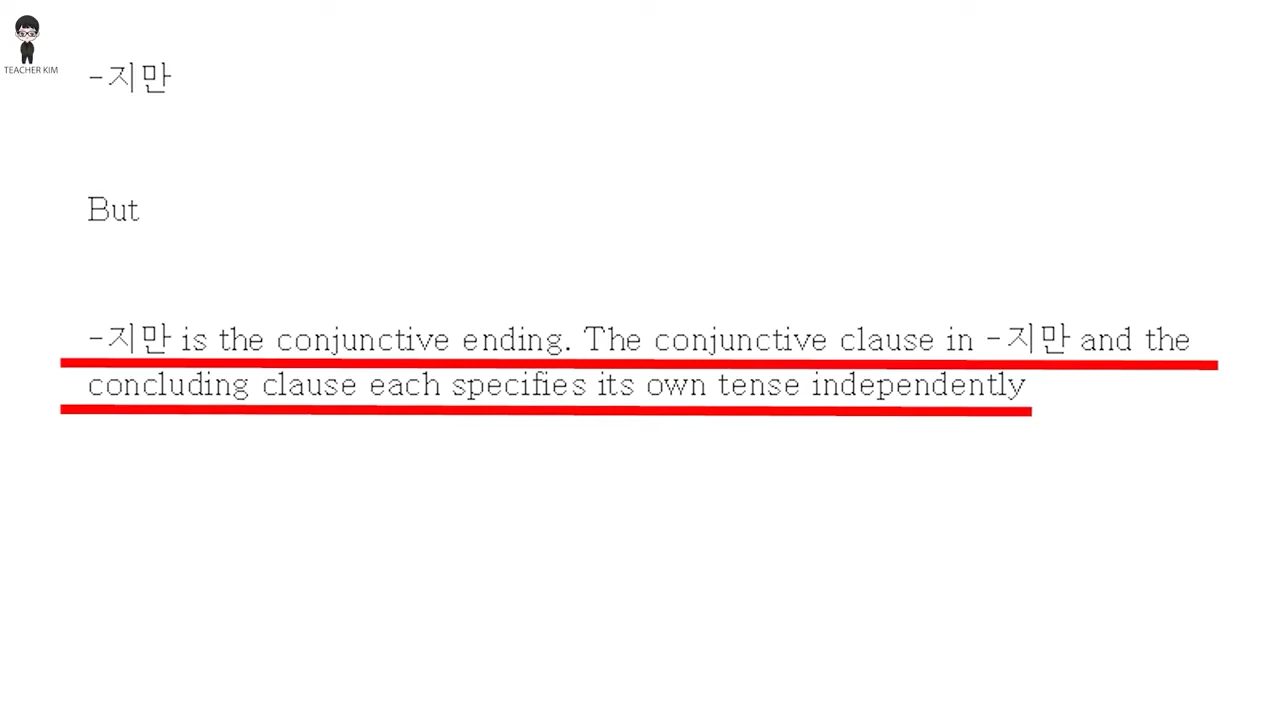 TEACHER KIM
-지만
But
-지만 is the conjunctive ending. The conjunctive clause in -지만 and the
concluding clause each specifies its own tense independently